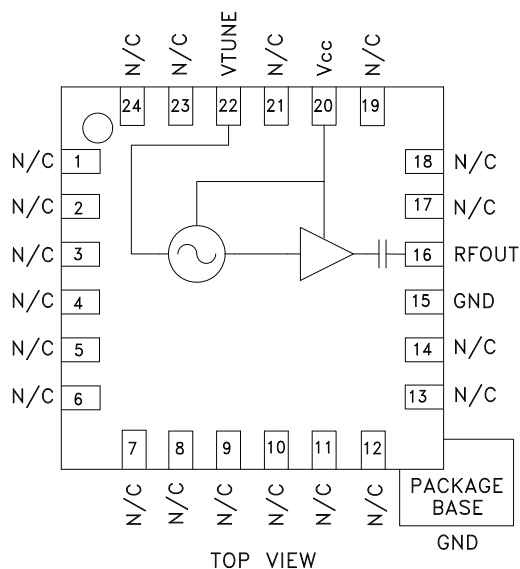 N/C N/C VTUNE N/C Vcc N/C
24 23 22 21 20 19
N/C 1
N/C 2
N/C 3
N/C 4
N/C 5
N/C 6
18 N/C
17 N/C
16 RFOUT
15 GND
14 N/C
13 N/C
7 8 9 10 11 12
N/C N/C N/C N/C N/C N/C
PACKAGE
BASE
GND
TOP VIEW